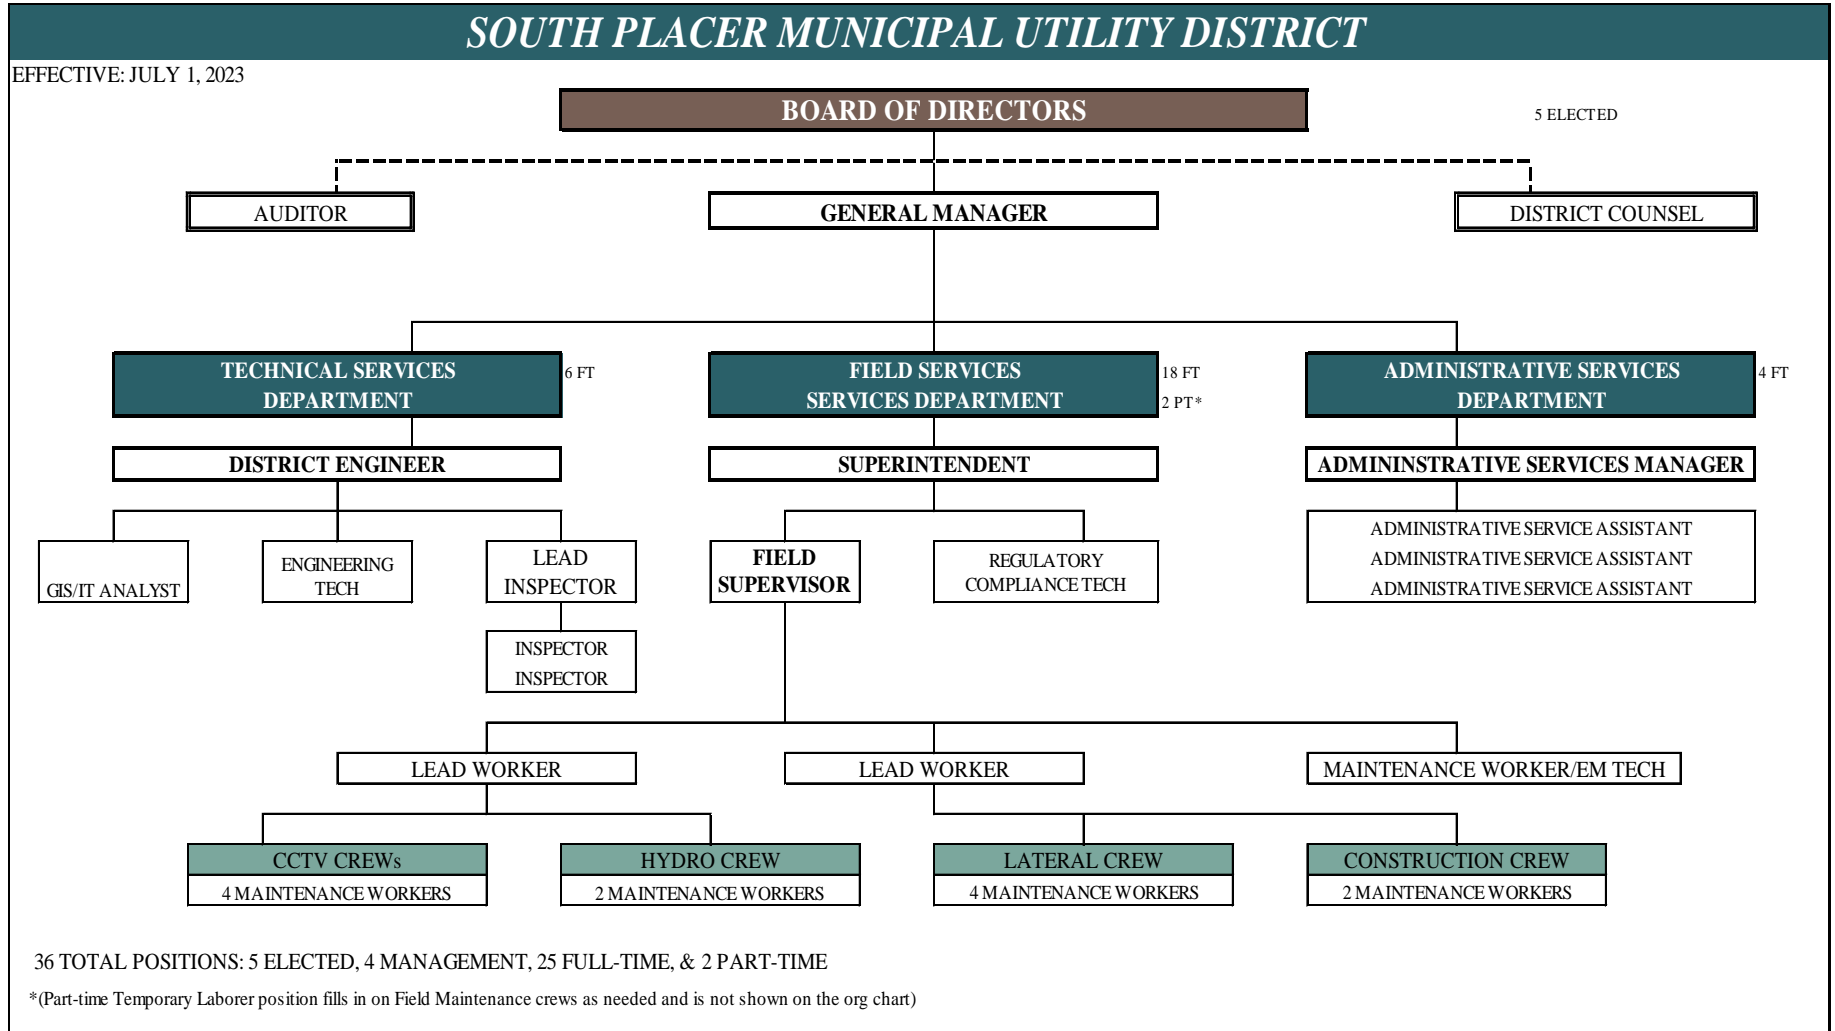 SOUTH PLACER MUNICIPAL UTILITY DISTRICT
EFFECTIVE: JULY 1, 2023
BOARD OF DIRECTORS
5 ELECTED
AUDITOR
GENERAL MANAGER
DISTRICT COUNSEL
TECHNICAL SERVICES
DEPARTMENT
6 FT
FIELD SERVICES
SERVICES DEPARTMENT
18 FT
2 PT*
ADMINISTRATIVE SERVICES
DEPARTMENT
4 FT
DISTRICT ENGINEER
SUPERINTENDENT
ADMININSTRATIVE SERVICES MANAGER
GIS/IT ANALYST
ENGINEERING
TECH
LEAD
INSPECTOR
FIELD
SUPERVISOR
REGULATORY
COMPLIANCE TECH
ADMINISTRATIVE SERVICE ASSISTANT
ADMINISTRATIVE SERVICE ASSISTANT
ADMINISTRATIVE SERVICE ASSISTANT
INSPECTOR
INSPECTOR
LEAD WORKER
LEAD WORKER
MAINTENANCE WORKER/EM TECH
CCTV CREWs
4 MAINTENANCE WORKERS
HYDRO CREW
2 MAINTENANCE WORKERS
LATERAL CREW
4 MAINTENANCE WORKERS
CONSTRUCTION CREW
2 MAINTENANCE WORKERS
36 TOTAL POSITIONS: 5 ELECTED, 4 MANAGEMENT, 25 FULL-TIME, & 2 PART-TIME
*(Part-time Temporary Laborer position fills in on Field Maintenance crews as needed and is not shown on the org chart)